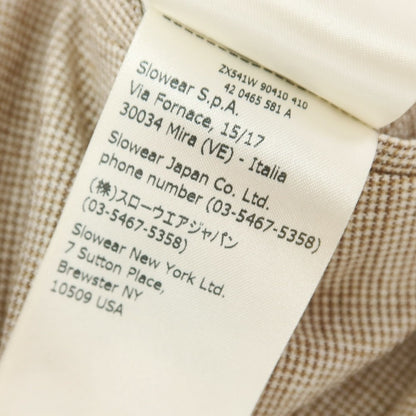 ZX541W 90410 410
42 0465 581 A
Slowear S.p.A.
Via Fornace, 15/17
30034 Mira (VE) - Italia
Slowear Japan Co. Ltd.
phone number (03-5467-5358)
(株)スローウエアジャパン
(03-5467-5358)
Slowear New York Ltd.
7 Sutton Place,
Brewster NY
10509 USA